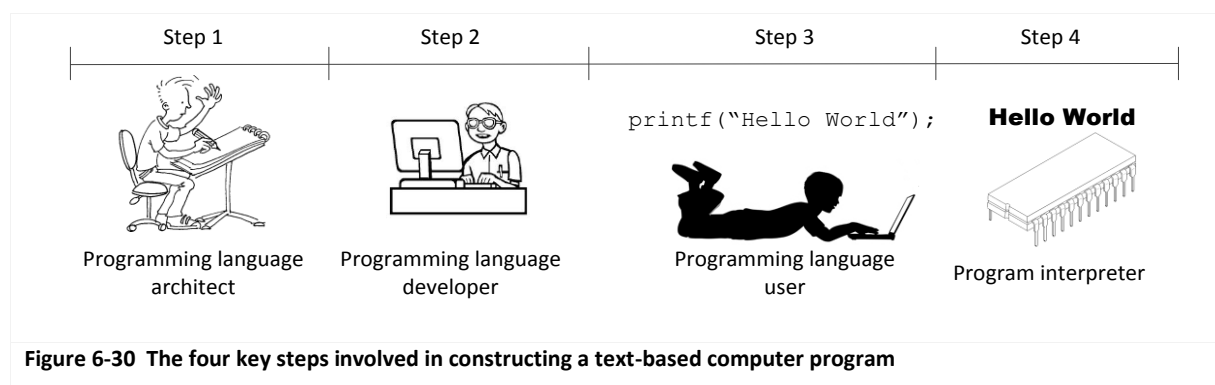 Step 1
Step 2
Step 3
Step 4
printf(“Hello World”);
Hello World
Programming language
architect
Programming language
developer
Programming language
user
Program interpreter
Figure 6-30 The four key steps involved in constructing a text-based computer program